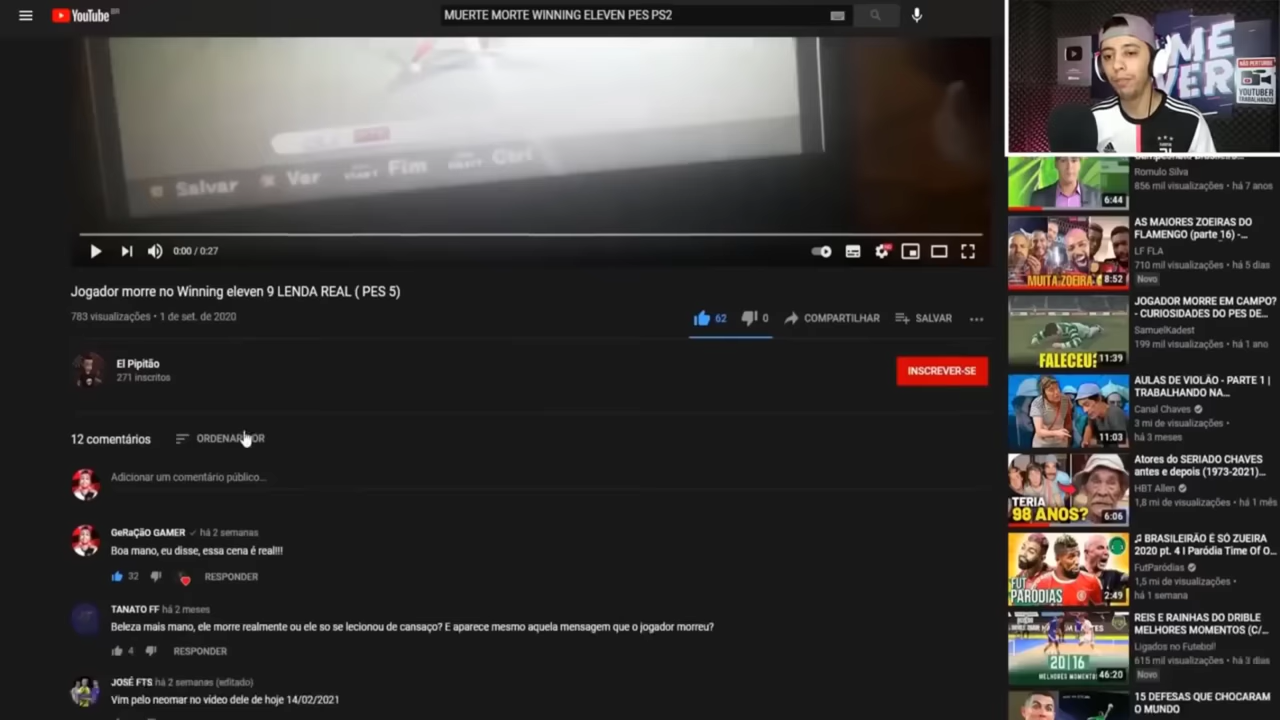 YouTube BR
MUERTE MORTE WINNING ELEVEN PES PS2
ME
VER
NÃO PERTURBE
YOUTUBER
TRABALHANDO
Salvar
Ver
Fim
Ctrl
0:00 / 0:27
Jogador morre no Winning eleven 9 LENDA REAL ( PES 5)
783 visualizações • 1 de set. de 2020
62
0
COMPARTILHAR
SALVAR
El Pipitão
271 inscritos
INSCREVER-SE
12 comentários
ORDENAR POR
Adicionar um comentário público...
GeRaÇão GAMER há 2 semanas
Boa mano, eu disse, essa cena é real!!!
32
RESPONDER
TANATO FF há 2 meses
Beleza mais mano, ele morre realmente ou ele so se lecionou de cansaço? E aparece mesmo aquela mensagem que o jogador morreu?
4
RESPONDER
JOSÉ FTS há 2 semanas (editado)
Vim pelo neomar no vídeo dele de hoje 14/02/2021
Romulo Silva
856 mil visualizações • há 7 anos
6:44
AS MAIORES ZOEIRAS DO
FLAMENGO (parte 16) -...
LF FLA
710 mil visualizações • há 5 dias
Novo
MUITA ZOEIRA
8:52
JOGADOR MORRE EM CAMPO?
- CURIOSIDADES DO PES DE...
SamuelKadest
199 mil visualizações • há 1 ano
FALECEU?
11:39
AULAS DE VIOLÃO - PARTE 1 |
TRABALHANDO NA...
Canal Chaves
3 mi de visualizações •
há 3 meses
11:03
Atores do SERIADO CHAVES
antes e depois (1973-2021)...
HBT Allen
1,8 mi de visualizações • há 1 mês
TERIA
98 ANOS?
6:06
♫ BRASILEIRÃO É SÓ ZUEIRA
2020 pt. 4 I Paródia Time Of O...
FutParódias
1,5 mi de visualizações •
há 1 semana
FUT
PARÓDIAS
2:49
REIS E RAINHAS DO DRIBLE
MELHORES MOMENTOS (C/...
Ligados no Futebol!
615 mil visualizações • há 3 dias
Novo
20|16
MELHORES MOMENTOS
46:20
15 DEFESAS QUE CHOCARAM
O MUNDO